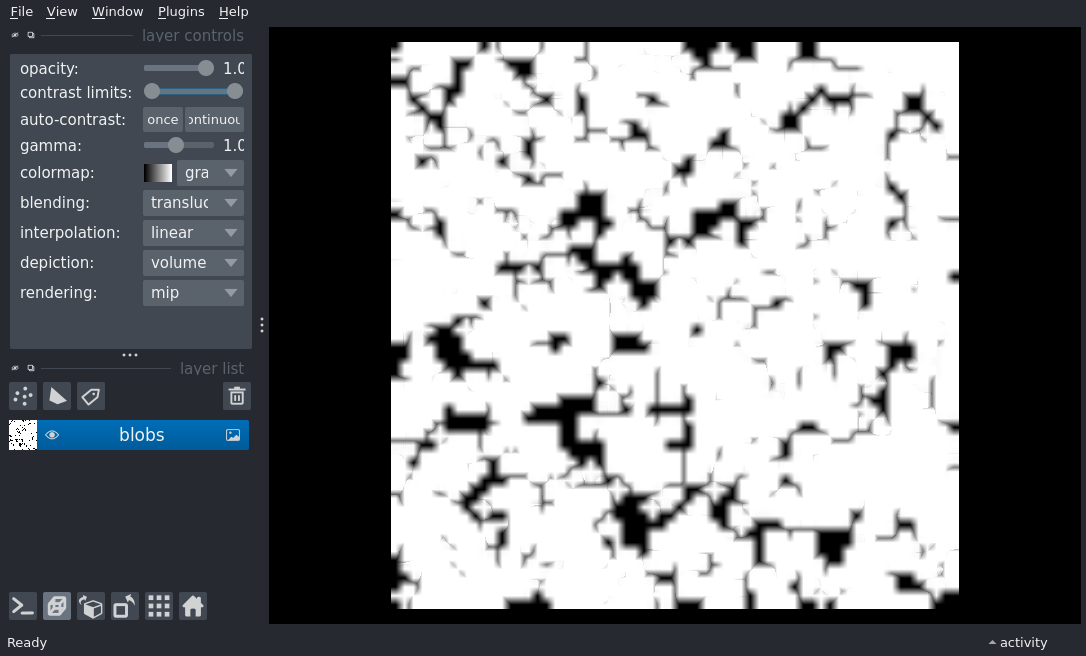 File View Window Plugins Help
layer controls
opacity: 1.0
contrast limits:
auto-contrast: once ontinuou
gamma: 1.0
colormap: gra
blending: transluc
interpolation: linear
depiction: volume
rendering: mip
layer list
blobs
Ready
activity